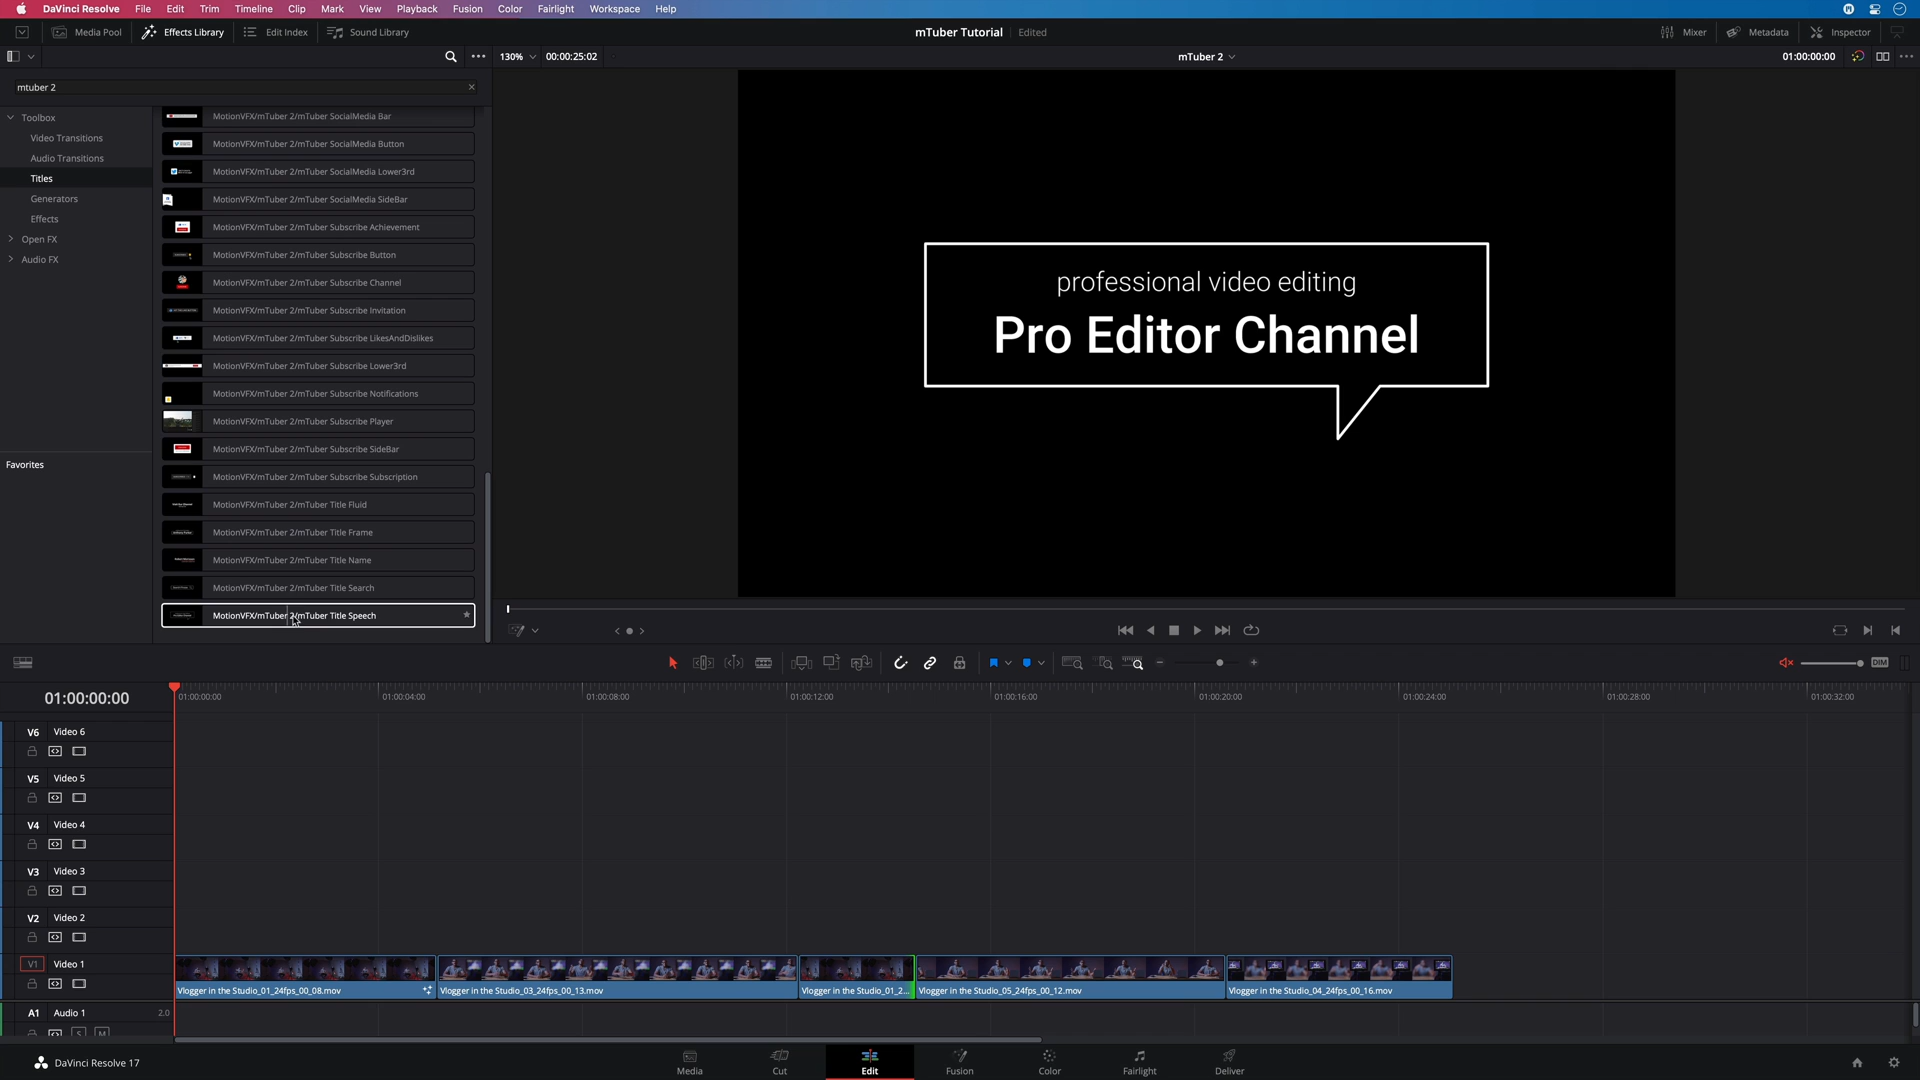 DaVinci Resolve File Edit Trim Timeline Clip Mark View Playback Fusion Color Fairlight Workspace Help
Media Pool Effects Library Edit Index Sound Library mTuber Tutorial Edited Mixer Metadata Inspector
130% 00:00:25:02 mTuber 2 01:00:00:00
mtuber 2
Toolbox
Video Transitions
Audio Transitions
Titles
Generators
Effects
Open FX
Audio FX
Favorites
MotionVFX/mTuber 2/mTuber SocialMedia Bar
MotionVFX/mTuber 2/mTuber SocialMedia Button
MotionVFX/mTuber 2/mTuber SocialMedia Lower3rd
MotionVFX/mTuber 2/mTuber SocialMedia SideBar
MotionVFX/mTuber 2/mTuber Subscribe Achievement
MotionVFX/mTuber 2/mTuber Subscribe Button
MotionVFX/mTuber 2/mTuber Subscribe Channel
MotionVFX/mTuber 2/mTuber Subscribe Invitation
MotionVFX/mTuber 2/mTuber Subscribe LikesAndDislikes
MotionVFX/mTuber 2/mTuber Subscribe Lower3rd
MotionVFX/mTuber 2/mTuber Subscribe Notifications
MotionVFX/mTuber 2/mTuber Subscribe Player
MotionVFX/mTuber 2/mTuber Subscribe SideBar
MotionVFX/mTuber 2/mTuber Subscribe Subscription
MotionVFX/mTuber 2/mTuber Title Fluid
MotionVFX/mTuber 2/mTuber Title Frame
MotionVFX/mTuber 2/mTuber Title Name
MotionVFX/mTuber 2/mTuber Title Search
MotionVFX/mTuber 2/mTuber Title Speech
professional video editing
Pro Editor Channel
DIM
01:00:00:00 01:00:00:00 01:00:04:00 01:00:08:00 01:00:12:00 01:00:16:00 01:00:20:00 01:00:24:00 01:00:28:00 01:00:32:00
V6 Video 6
V5 Video 5
V4 Video 4
V3 Video 3
V2 Video 2
V1 Video 1
Vlogger in the Studio_01_24fps_00_08.mov Vlogger in the Studio_03_24fps_00_13.mov Vlogger in the Studio_01_2... Vlogger in the Studio_05_24fps_00_12.mov Vlogger in the Studio_04_24fps_00_16.mov
A1 Audio 1 2.0
S M
DaVinci Resolve 17 Media Cut Edit Fusion Color Fairlight Deliver